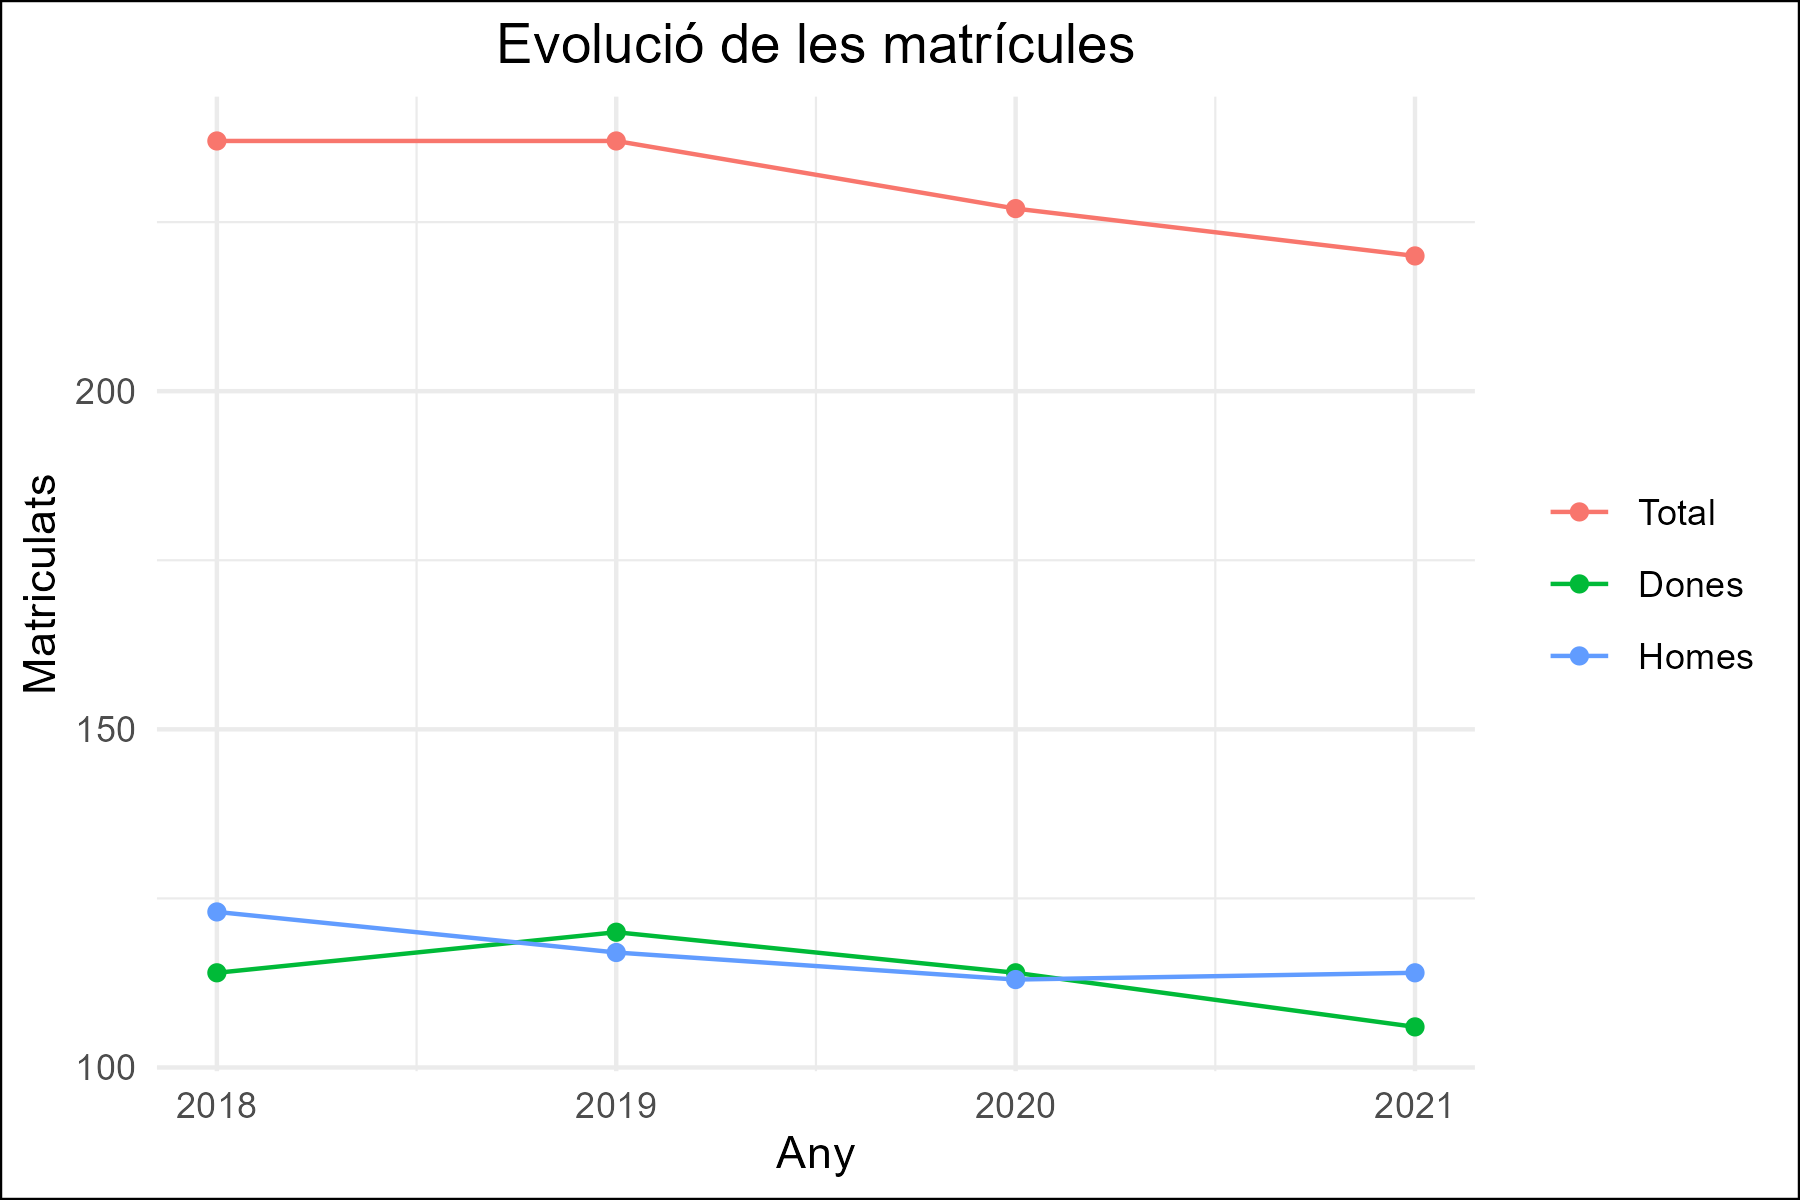 Evolució de les matrícules
Matriculats
200
150
100
2018
2019
2020
2021
Any
Total
Dones
Homes